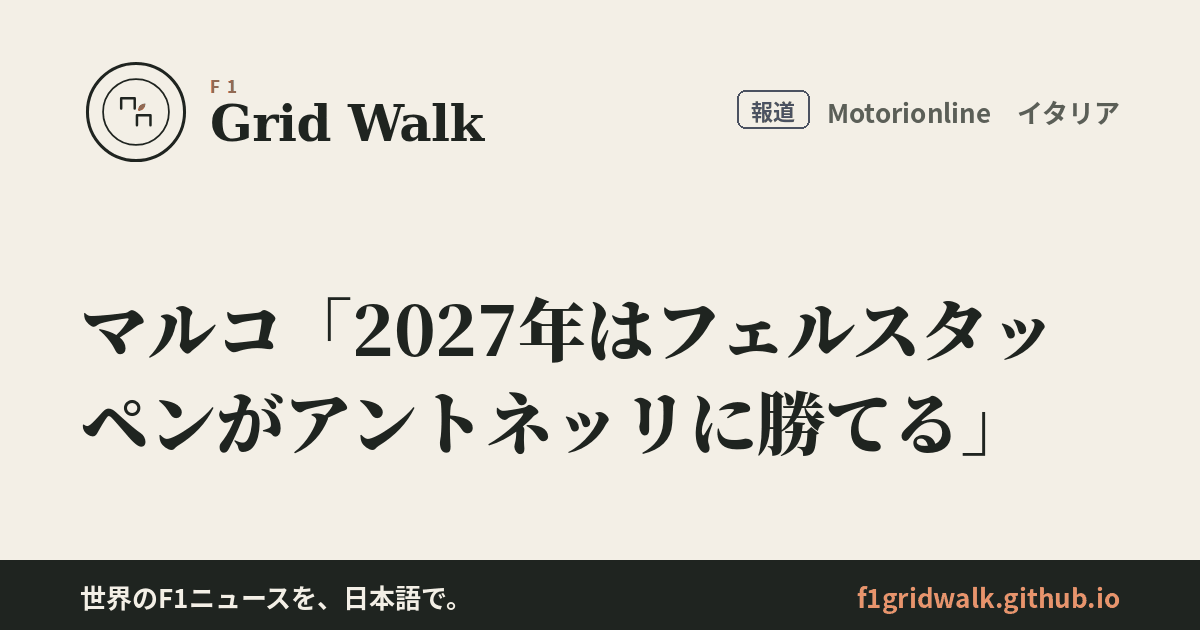 F1
Grid Walk
報道 Motorionline イタリア
マルコ「2027年はフェルスタッ
ペンがアントネッリに勝てる」
世界のF1ニュースを、日本語で。
f1gridwalk.github.io